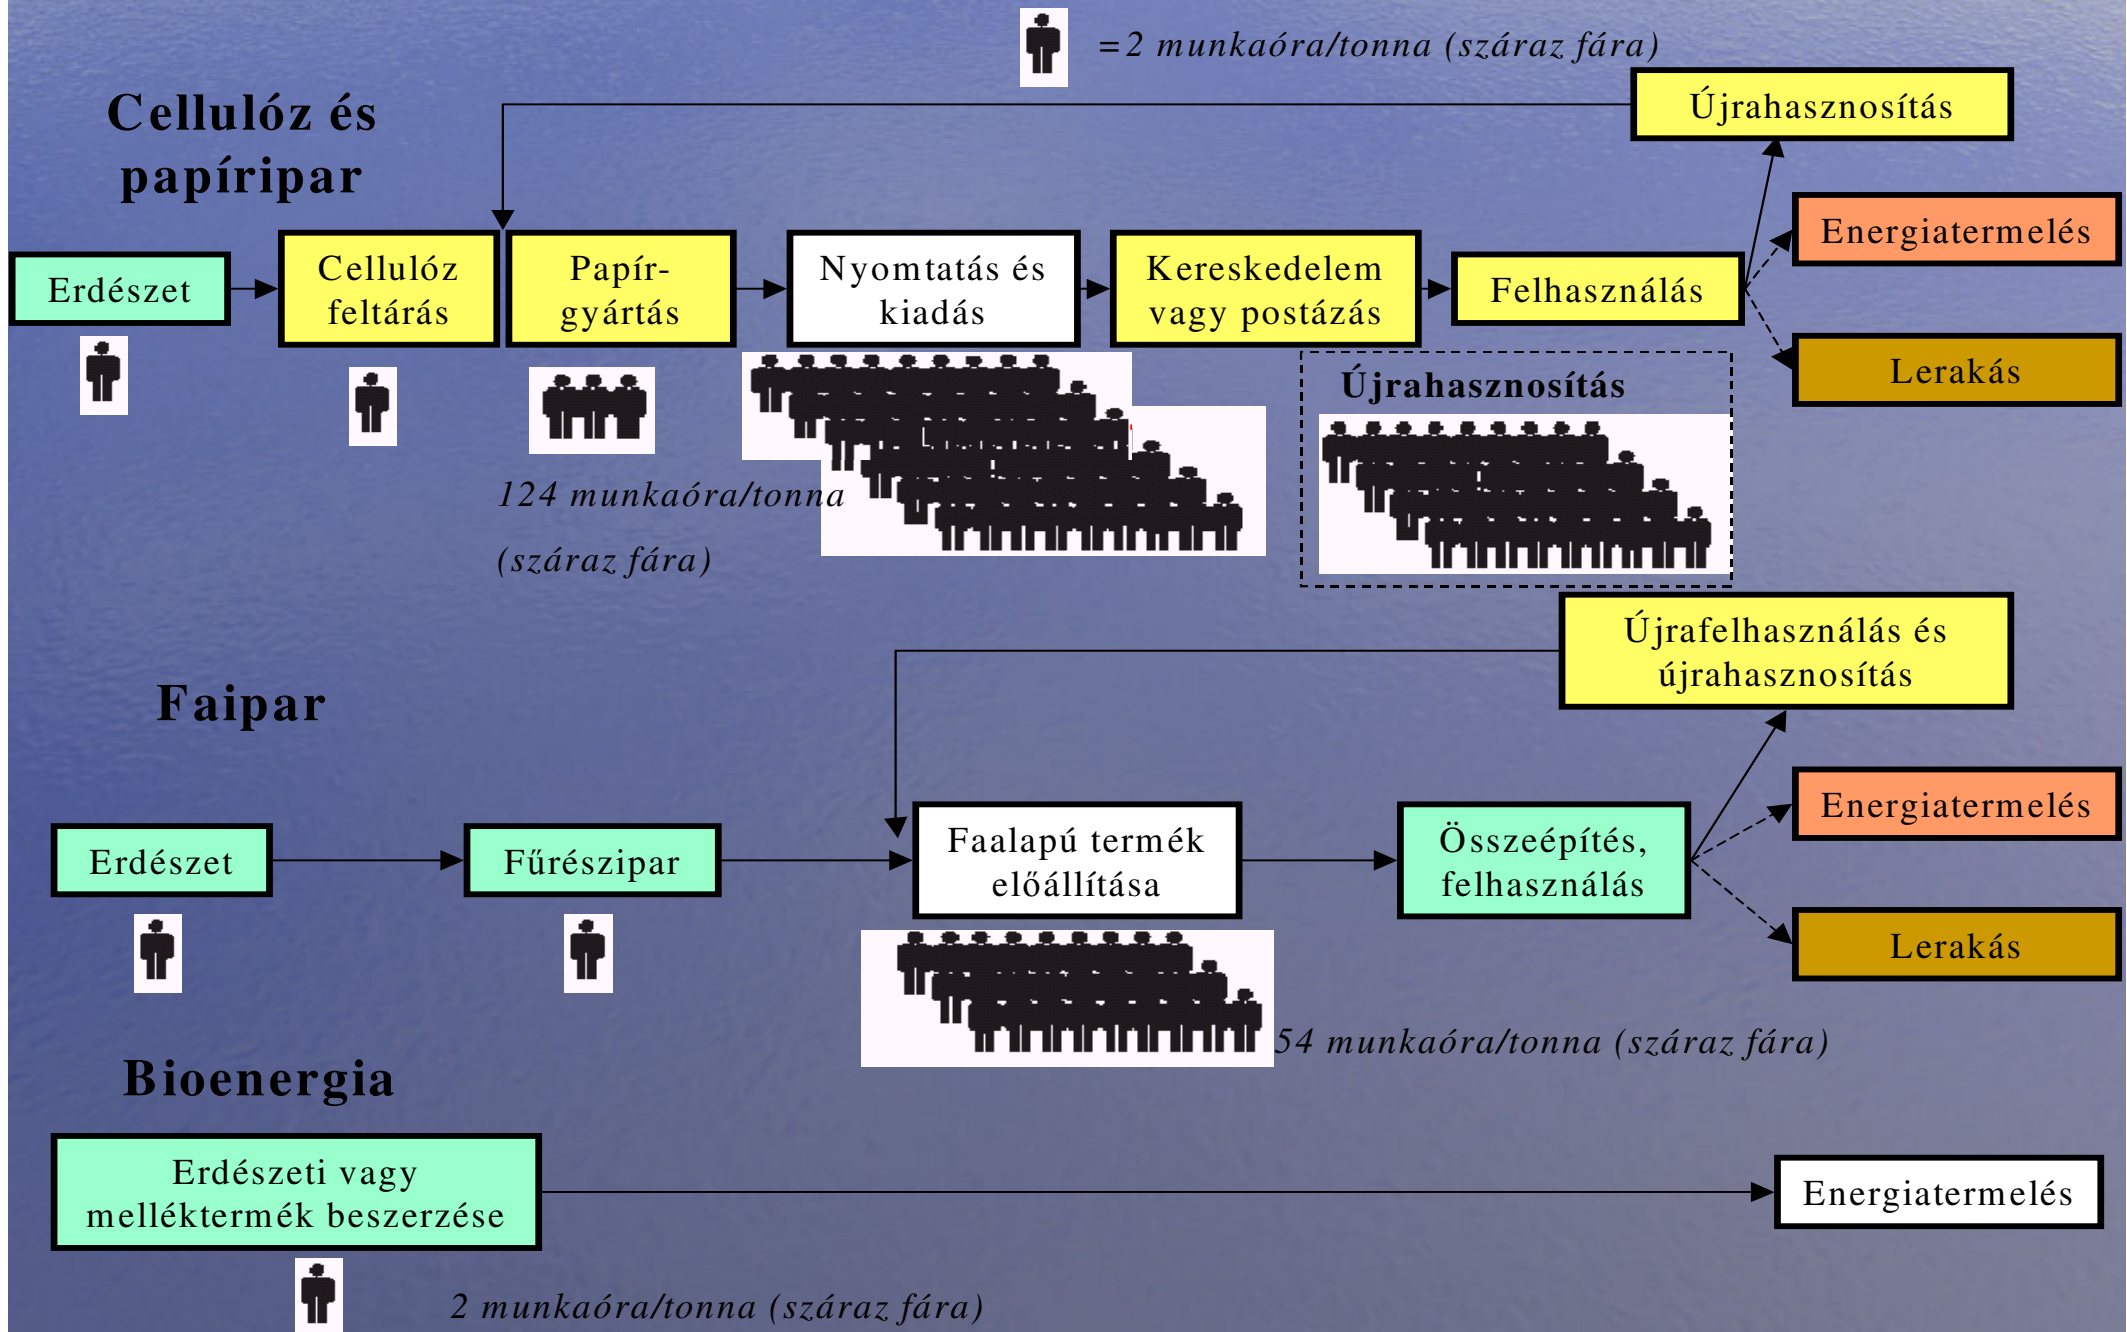 =2 munkaóra/tonna (száraz fára)
Cellulóz és
papíripar
Újrahasznosítás
Erdészet
Cellulóz
feltárás
Papír-
gyártás
Nyomtatás és
kiadás
Kereskedelem
vagy postázás
Felhasználás
Energiatermelés
Lerakás
Újrahasznosítás
124 munkaóra/tonna
(száraz fára)
Faipar
Újrafelhasználás és
újrahasznosítás
Erdészet
Fűrészipar
Faalapú termék
előállítása
Összeépítés,
felhasználás
Energiatermelés
Lerakás
54 munkaóra/tonna (száraz fára)
Bioenergia
Erdészeti vagy
melléktermék beszerzése
Energiatermelés
2 munkaóra/tonna (száraz fára)